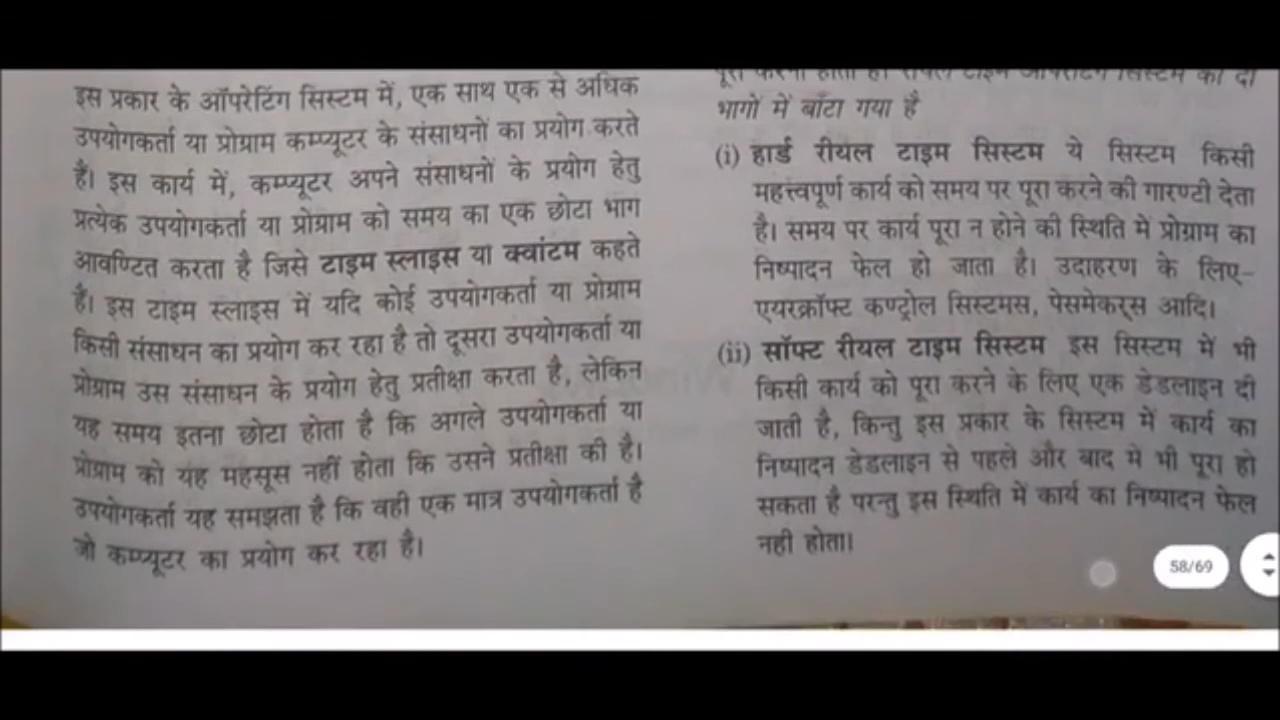 इस प्रकार के ऑपरेटिंग सिस्टम में, एक साथ एक से अधिक
उपयोगकर्ता या प्रोग्राम कम्प्यूटर के संसाधनों का प्रयोग करते
हैं। इस कार्य में, कम्प्यूटर अपने संसाधनों के प्रयोग हेतु
प्रत्येक उपयोगकर्ता या प्रोग्राम को समय का एक छोटा भाग
आवण्टित करता है जिसे टाइम स्लाइस या क्वांटम कहते
हैं। इस टाइम स्लाइस में यदि कोई उपयोगकर्ता या प्रोग्राम
किसी संसाधन का प्रयोग कर रहा है तो दूसरा उपयोगकर्ता या
प्रोग्राम उस संसाधन के प्रयोग हेतु प्रतीक्षा करता है, लेकिन
यह समय इतना छोटा होता है कि अगले उपयोगकर्ता या
प्रोग्राम को यह महसूस नहीं होता कि उसने प्रतीक्षा की है।
उपयोगकर्ता यह समझता है कि वही एक मात्र उपयोगकर्ता है
जो कम्प्यूटर का प्रयोग कर रहा है।
पूरा करना होता है। रीयल टाइम ऑपरेटिंग सिस्टम को दो
भागों में बाँटा गया है
(i) हार्ड रीयल टाइम सिस्टम ये सिस्टम किसी
महत्त्वपूर्ण कार्य को समय पर पूरा करने की गारण्टी देता
है। समय पर कार्य पूरा न होने की स्थिति में प्रोग्राम का
निष्पादन फेल हो जाता है। उदाहरण के लिए–
एयरक्रॉफ्ट कण्ट्रोल सिस्टमस, पेसमेकर्स आदि।
(ii) सॉफ्ट रीयल टाइम सिस्टम इस सिस्टम में भी
किसी कार्य को पूरा करने के लिए एक डेडलाइन दी
जाती है, किन्तु इस प्रकार के सिस्टम में कार्य का
निष्पादन डेडलाइन से पहले और बाद में भी पूरा हो
सकता है परन्तु इस स्थिति में कार्य का निष्पादन फेल
नही होता।
58/69